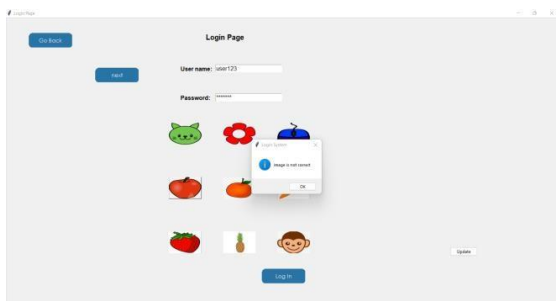 Login Page
Go Back
Login Page
next
User name: user123
Password: *******
Login System
image is not correct
OK
Update
Log In